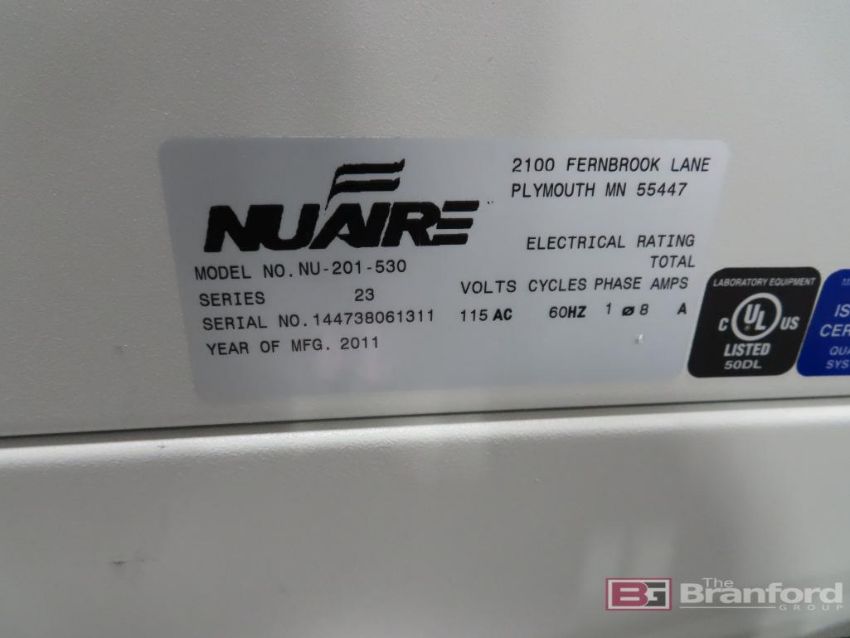 NUAIRE
2100 FERNBROOK LANE
PLYMOUTH MN 55447
MODEL NO. NU-201-530
SERIES 23
SERIAL NO. 144738061311
YEAR OF MFG. 2011
ELECTRICAL RATING
TOTAL
VOLTS CYCLES PHASE AMPS
115 AC 60HZ 1 ø 8 A
LABORATORY EQUIPMENT
C UL US
LISTED
50DL
BG The
Branford
GROUP